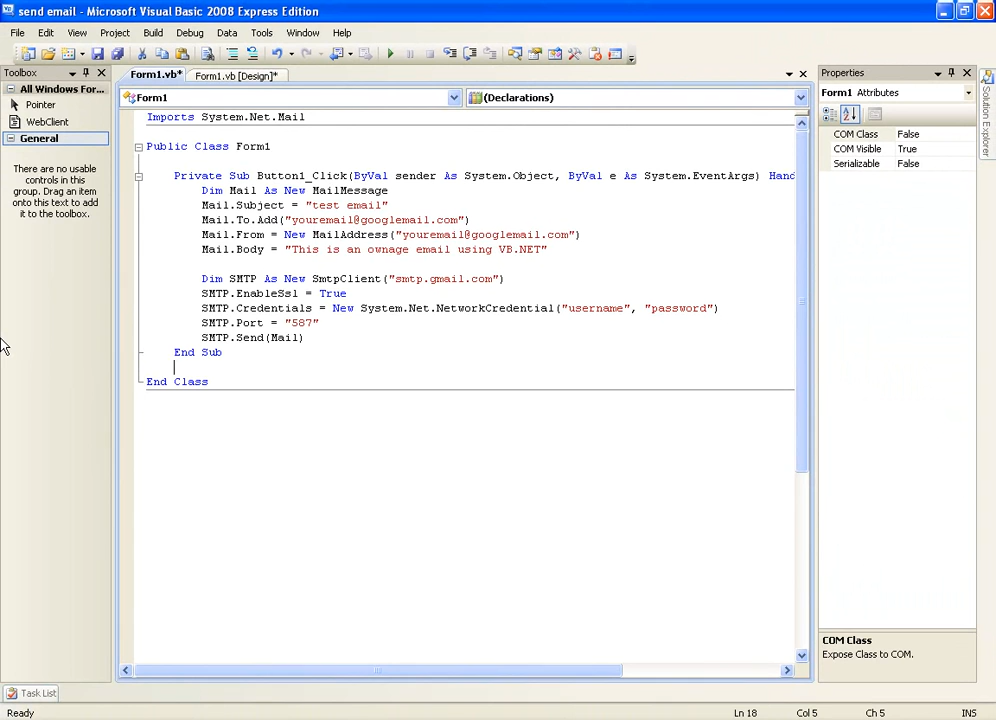 send email - Microsoft Visual Basic 2008 Express Edition
File Edit View Project Build Debug Data Tools Window Help
Toolbox
Form1.vb* Form1.vb [Design]*
Properties
All Windows For...
Form1 (Declarations)
Form1 Attributes
Pointer
WebClient
General
There are no usable
controls in this
group. Drag an item
onto this text to add
it to the toolbox.
Imports System.Net.Mail
Public Class Form1
Private Sub Button1_Click(ByVal sender As System.Object, ByVal e As System.EventArgs) Hand
Dim Mail As New MailMessage
Mail.Subject = "test email"
Mail.To.Add("youremail@googlemail.com")
Mail.From = New MailAddress("youremail@googlemail.com")
Mail.Body = "This is an ownage email using VB.NET"
Dim SMTP As New SmtpClient("smtp.gmail.com")
SMTP.EnableSsl = True
SMTP.Credentials = New System.Net.NetworkCredential("username", "password")
SMTP.Port = "587"
SMTP.Send(Mail)
End Sub
End Class
COM Class False
COM Visible True
Serializable False
Solution Explorer
COM Class
Expose Class to COM.
Task List
Ready Ln 18 Col 5 Ch 5 INS